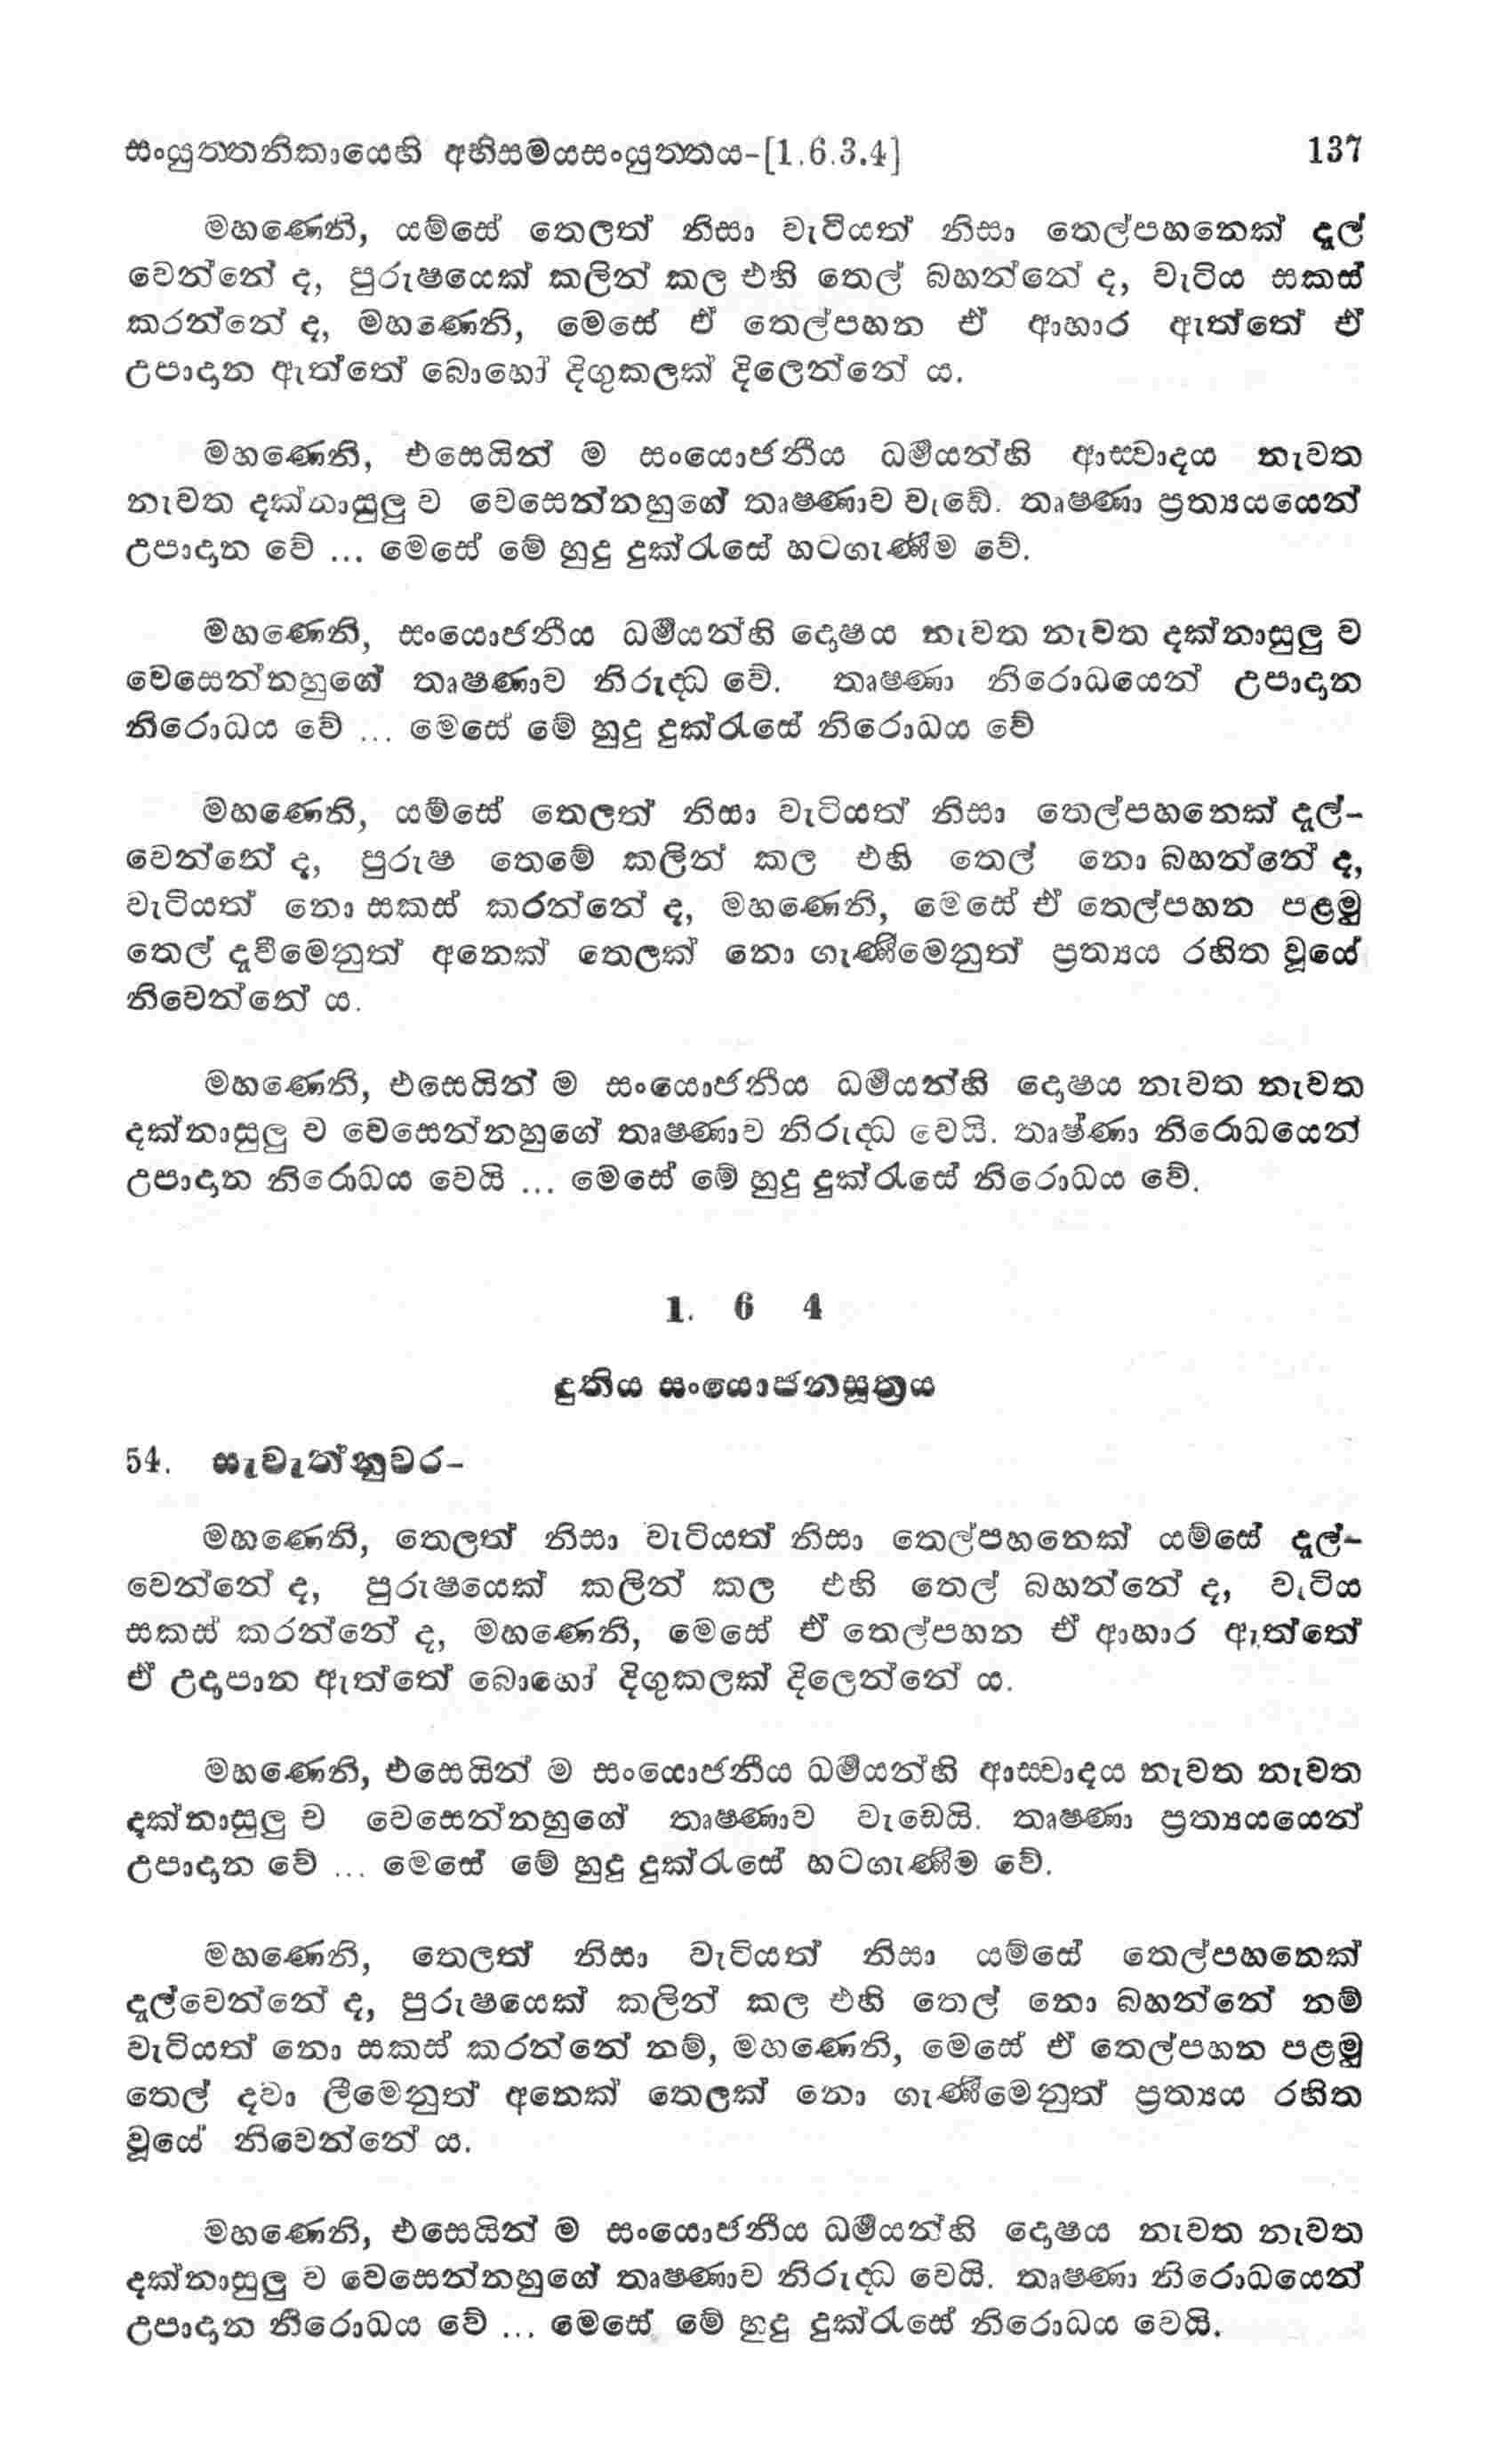 සංයුත්තනිකායෙහි අභිසමයසංයුත්තය-[1.6.3.4] 137
මහණෙනි, යම්සේ තෙලත් නිසා වැටියත් නිසා තෙල්පහනෙක් දූල්
වෙන්නේ ද, පුරුෂයෙක් කලින් කල එහි තෙල් බහන්නේ ද, වැටිය සකස්
කරන්නේ ද, මහණෙනි, මෙසේ ඒ තෙල්පහන ඒ ආහාර ඇත්තේ ඒ
උපාදාන ඇත්තේ බොහෝ දිගුකලක් දිලෙන්නේ ය.
මහණෙනි, එසෙයින් ම සංයොජනීය ධර්මයන්හි ආස්වාදය නැවත
නැවත දක්නාසුලු ව වෙසෙන්නහුගේ තෘෂ්ණාව වැඩේ. තෘෂ්ණා ප්‍රත්‍යයයෙන්
උපාදාන වේ ... මෙසේ මේ හුදු දුක්රැසේ හටගැණීම වේ.
මහණෙනි, සංයොජනීය ධර්මයන්හි දොෂය නැවත නැවත දක්නාසුලු ව
වෙසෙන්නහුගේ තෘෂ්ණාව නිරුද්ධ වේ. තෘෂ්ණා නිරොධයෙන් උපාදාන
නිරොධය වේ ... මෙසේ මේ හුදු දුක්රැසේ නිරොධය වේ
මහණෙනි, යම්සේ තෙලත් නිසා වැටියත් නිසා තෙල්පහනෙක් දූල්-
වෙන්නේ ද, පුරුෂ තෙමේ කලින් කල එහි තෙල් නො බහන්නේ ද,
වැටියත් නො සකස් කරන්නේ ද, මහණෙනි, මෙසේ ඒ තෙල්පහන පළමු
තෙල් දැවීමෙනුත් අනෙක් තෙලක් නො ගැණීමෙනුත් ප්‍රත්‍යය රහිත වූයේ
නිවෙන්නේ ය.
මහණෙනි, එසෙයින් ම සංයොජනීය ධර්මයන්හි දොෂය නැවත නැවත
දක්නාසුලු ව වෙසෙන්නහුගේ තෘෂ්ණාව නිරුද්ධ වෙයි. තෘෂ්ණා නිරොධයෙන්
උපාදාන නිරොධය වෙයි ... මෙසේ මේ හුදු දුක්රැසේ නිරොධය වේ.
1. 6 4
දුතිය සංයොජනසූත්‍රය
54. සැවැත්නුවර-
මහණෙනි, තෙලත් නිසා වැටියත් නිසා තෙල්පහනෙක් යම්සේ දූල්-
වෙන්නේ ද, පුරුෂයෙක් කලින් කල එහි තෙල් බහන්නේ ද, වැටිය
සකස් කරන්නේ ද, මහණෙනි, මෙසේ ඒ තෙල්පහන ඒ ආහාර ඇත්තේ
ඒ උදාපාන ඇත්තේ බොහෝ දිගුකලක් දිලෙන්නේ ය.
මහණෙනි, එසෙයින් ම සංයොජනීය ධර්මයන්හි ආස්වාදය නැවත නැවත
දක්නාසුලු ව වෙසෙන්නහුගේ තෘෂ්ණාව වැඩෙයි. තෘෂ්ණා ප්‍රත්‍යයයෙන්
උපාදාන වේ ... මෙසේ මේ හුදු දුක්රැසේ හටගැණීම වේ.
මහණෙනි, තෙලත් නිසා වැටියත් නිසා යම්සේ තෙල්පහනෙක්
දූල්වෙන්නේ ද, පුරුෂයෙක් කලින් කල එහි තෙල් නො බහන්නේ නම්
වැටියත් නො සකස් කරන්නේ නම්, මහණෙනි, මෙසේ ඒ තෙල්පහන පළමු
තෙල් දවා ලීමෙනුත් අනෙක් තෙලක් නො ගැණීමෙනුත් ප්‍රත්‍යය රහිත
වූයේ නිවෙන්නේ ය.
මහණෙනි, එසෙයින් ම සංයොජනීය ධර්මයන්හි දොෂය නැවත නැවත
දක්නාසුලු ව වෙසෙන්නහුගේ තෘෂ්ණාව නිරුද්ධ වෙයි. තෘෂ්ණා නිරොධයෙන්
උපාදාන නිරොධය වේ ... මෙසේ මේ හුදු දුක්රැසේ නිරොධය වෙයි.